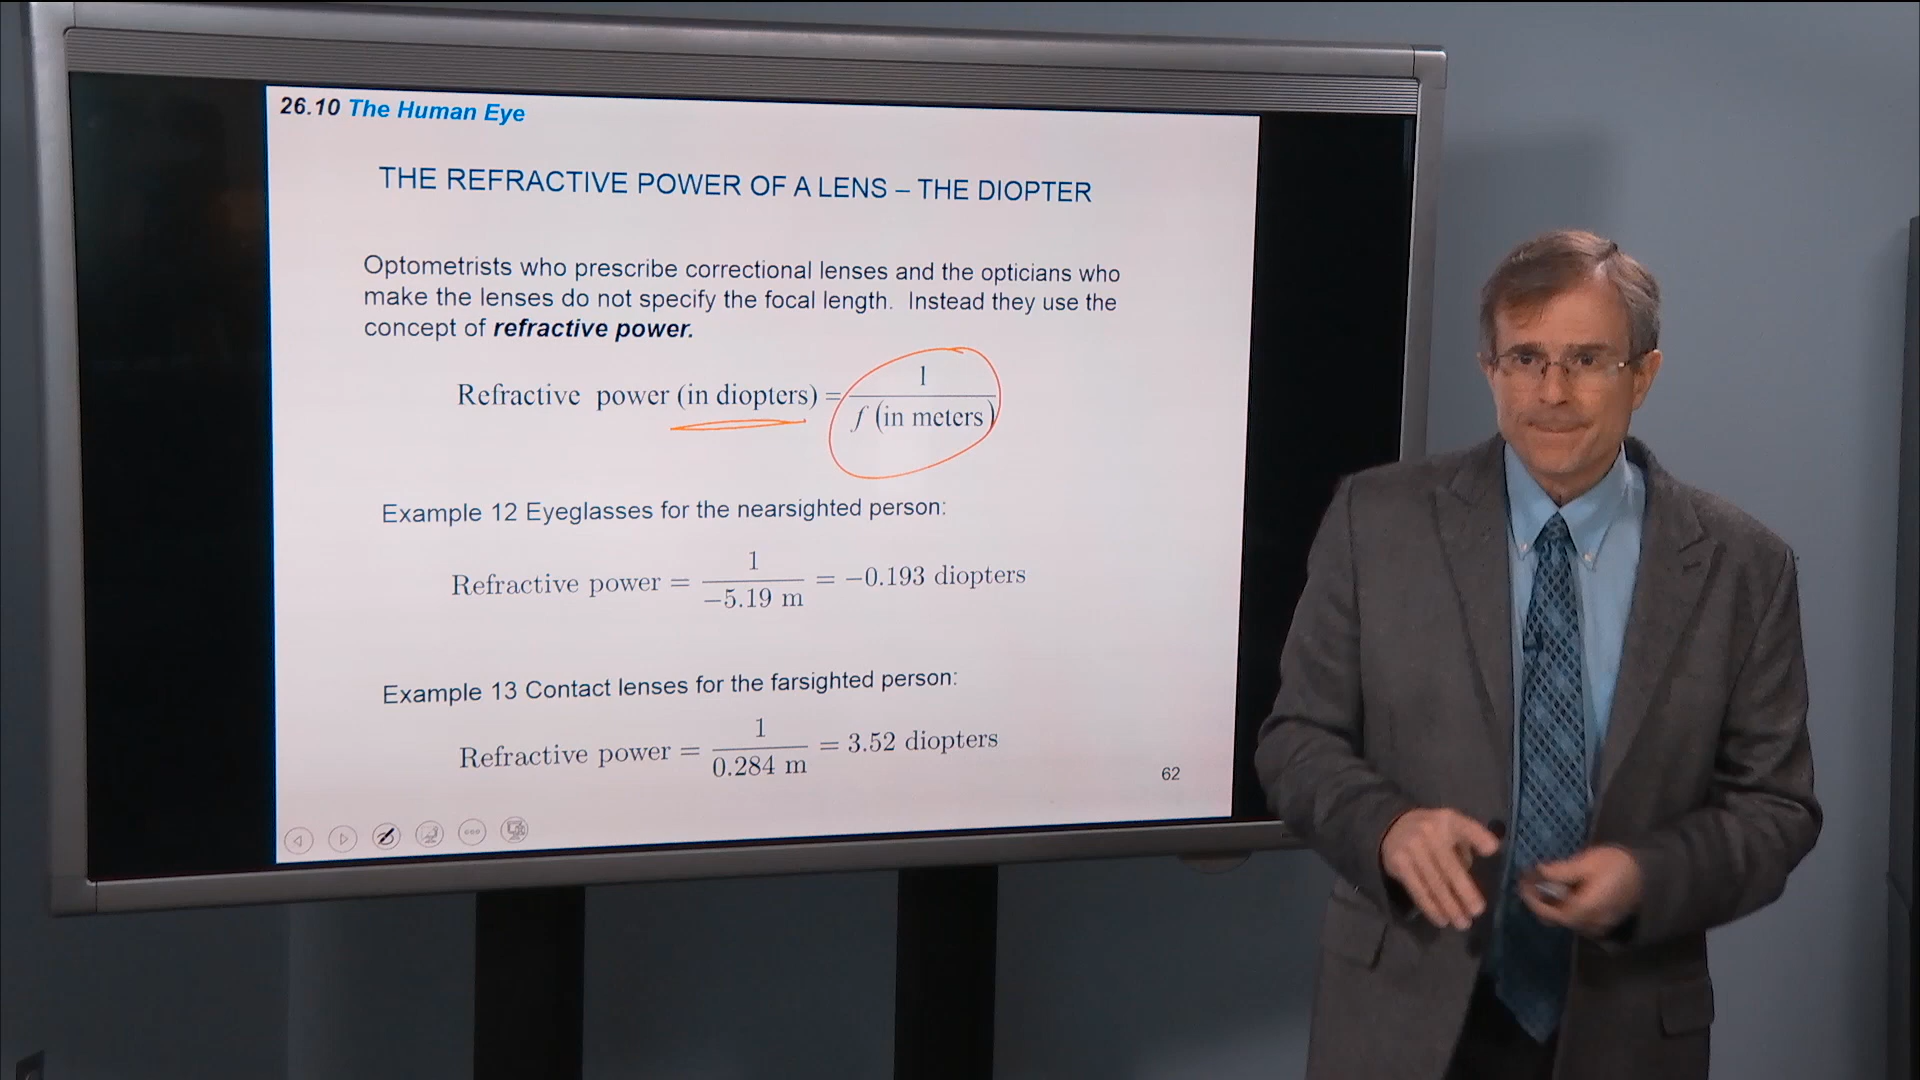 26.10 The Human Eye
THE REFRACTIVE POWER OF A LENS – THE DIOPTER
Optometrists who prescribe correctional lenses and the opticians who
make the lenses do not specify the focal length. Instead they use the
concept of refractive power.
Refractive power (in diopters) = 1 / f (in meters)
Example 12 Eyeglasses for the nearsighted person:
Refractive power = 1 / −5.19 m = −0.193 diopters
Example 13 Contact lenses for the farsighted person:
Refractive power = 1 / 0.284 m = 3.52 diopters
62